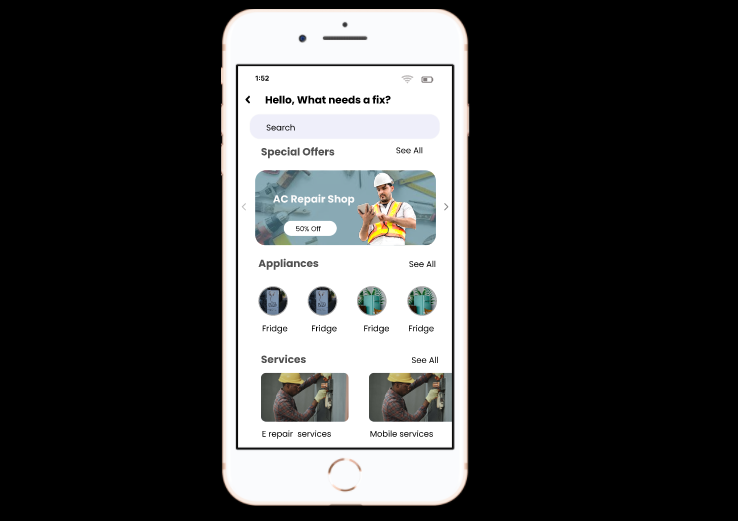 1:52
Hello, What needs a fix?
Search
Special Offers
See All
AC Repair Shop
50% Off
Appliances
See All
Fridge
Fridge
Fridge
Fridge
Services
See All
E repair services
Mobile services